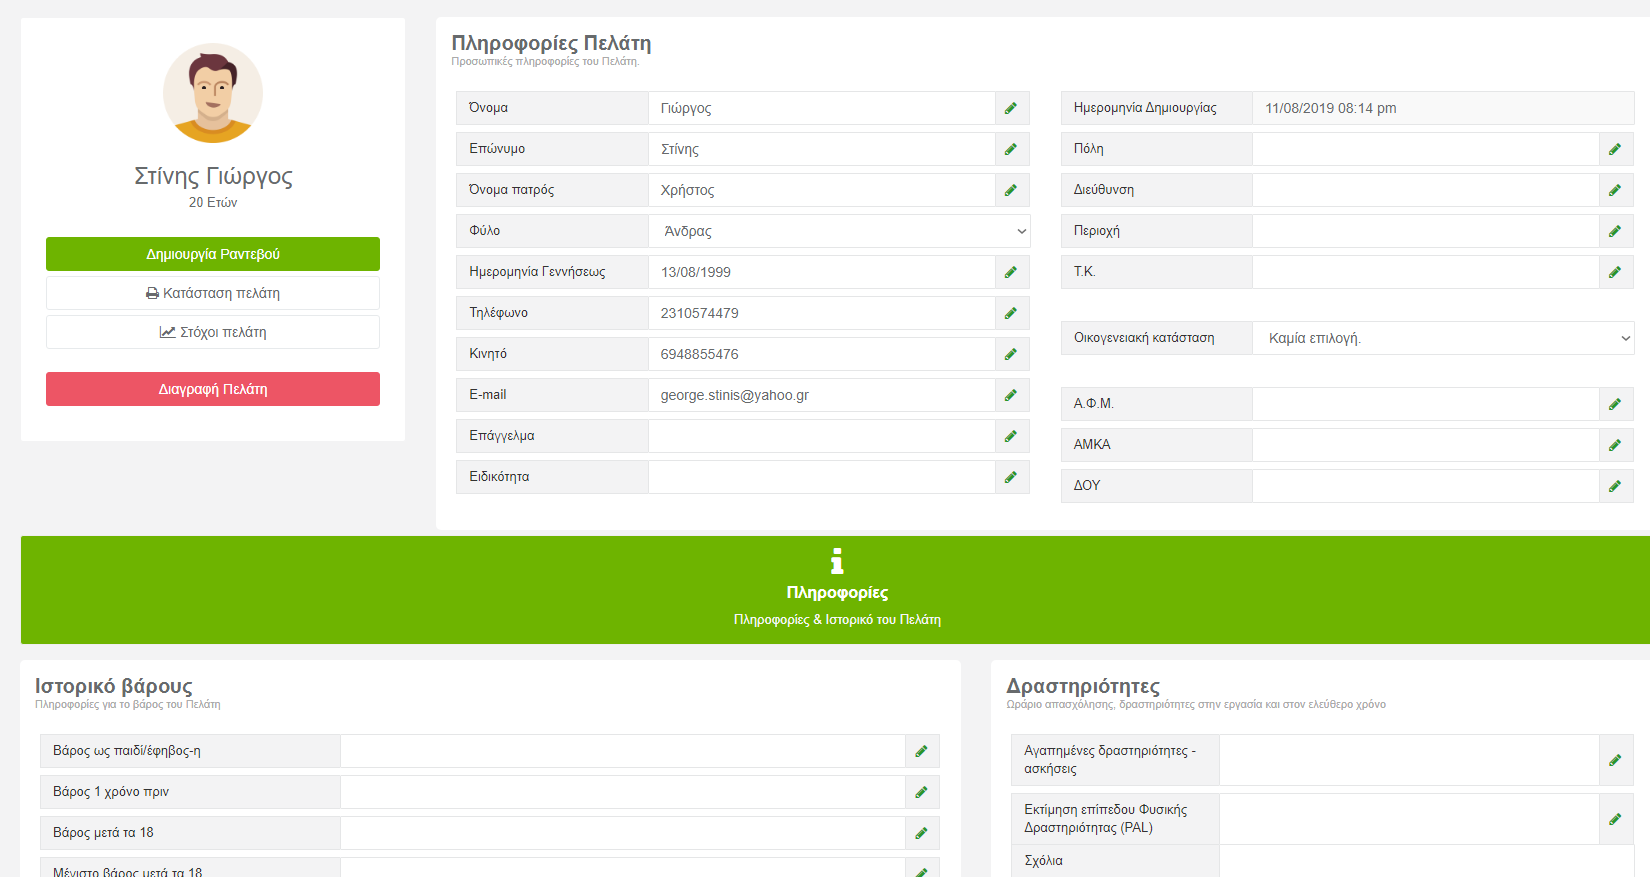 Στίνης Γιώργος
20 Ετών
Δημιουργία Ραντεβού
Κατάσταση πελάτη
Στόχοι πελάτη
Διαγραφή Πελάτη
Πληροφορίες Πελάτη
Προσωπικές πληροφορίες του Πελάτη.
Όνομα
Γιώργος
Επώνυμο
Στίνης
Όνομα πατρός
Χρήστος
Φύλο
Άνδρας
Ημερομηνία Γεννήσεως
13/08/1999
Τηλέφωνο
2310574479
Κινητό
6948855476
E-mail
george.stinis@yahoo.gr
Επάγγελμα
Ειδικότητα
Ημερομηνία Δημιουργίας
11/08/2019 08:14 pm
Πόλη
Διεύθυνση
Περιοχή
Τ.Κ.
Οικογενειακή κατάσταση
Καμία επιλογή.
Α.Φ.Μ.
ΑΜΚΑ
ΔΟΥ
Πληροφορίες
Πληροφορίες & Ιστορικό του Πελάτη
Ιστορικό βάρους
Πληροφορίες για το βάρος του Πελάτη
Βάρος ως παιδί/έφηβος-η
Βάρος 1 χρόνο πριν
Βάρος μετά τα 18
Μέγιστο βάρος μετά τα 18
Δραστηριότητες
Ωράριο απασχόλησης, δραστηριότητες στην εργασία και στον ελεύθερο χρόνο
Αγαπημένες δραστηριότητες -
ασκήσεις
Εκτίμηση επίπεδου Φυσικής
Δραστηριότητας (PAL)
Σχόλια